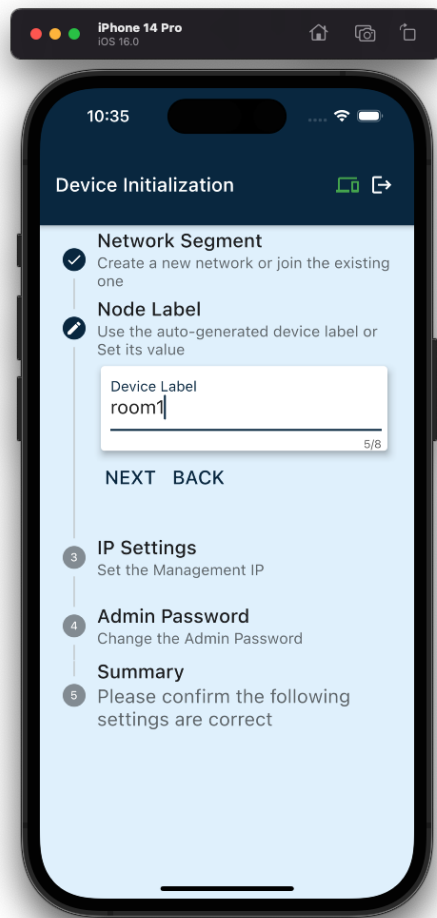 iPhone 14 Pro
iOS 16.0
10:35
Device Initialization
Network Segment
Create a new network or join the existing
one
Node Label
Use the auto-generated device label or
Set its value
Device Label
room1
5/8
NEXT BACK
IP Settings
3
Set the Management IP
Admin Password
4
Change the Admin Password
Summary
5
Please confirm the following
settings are correct